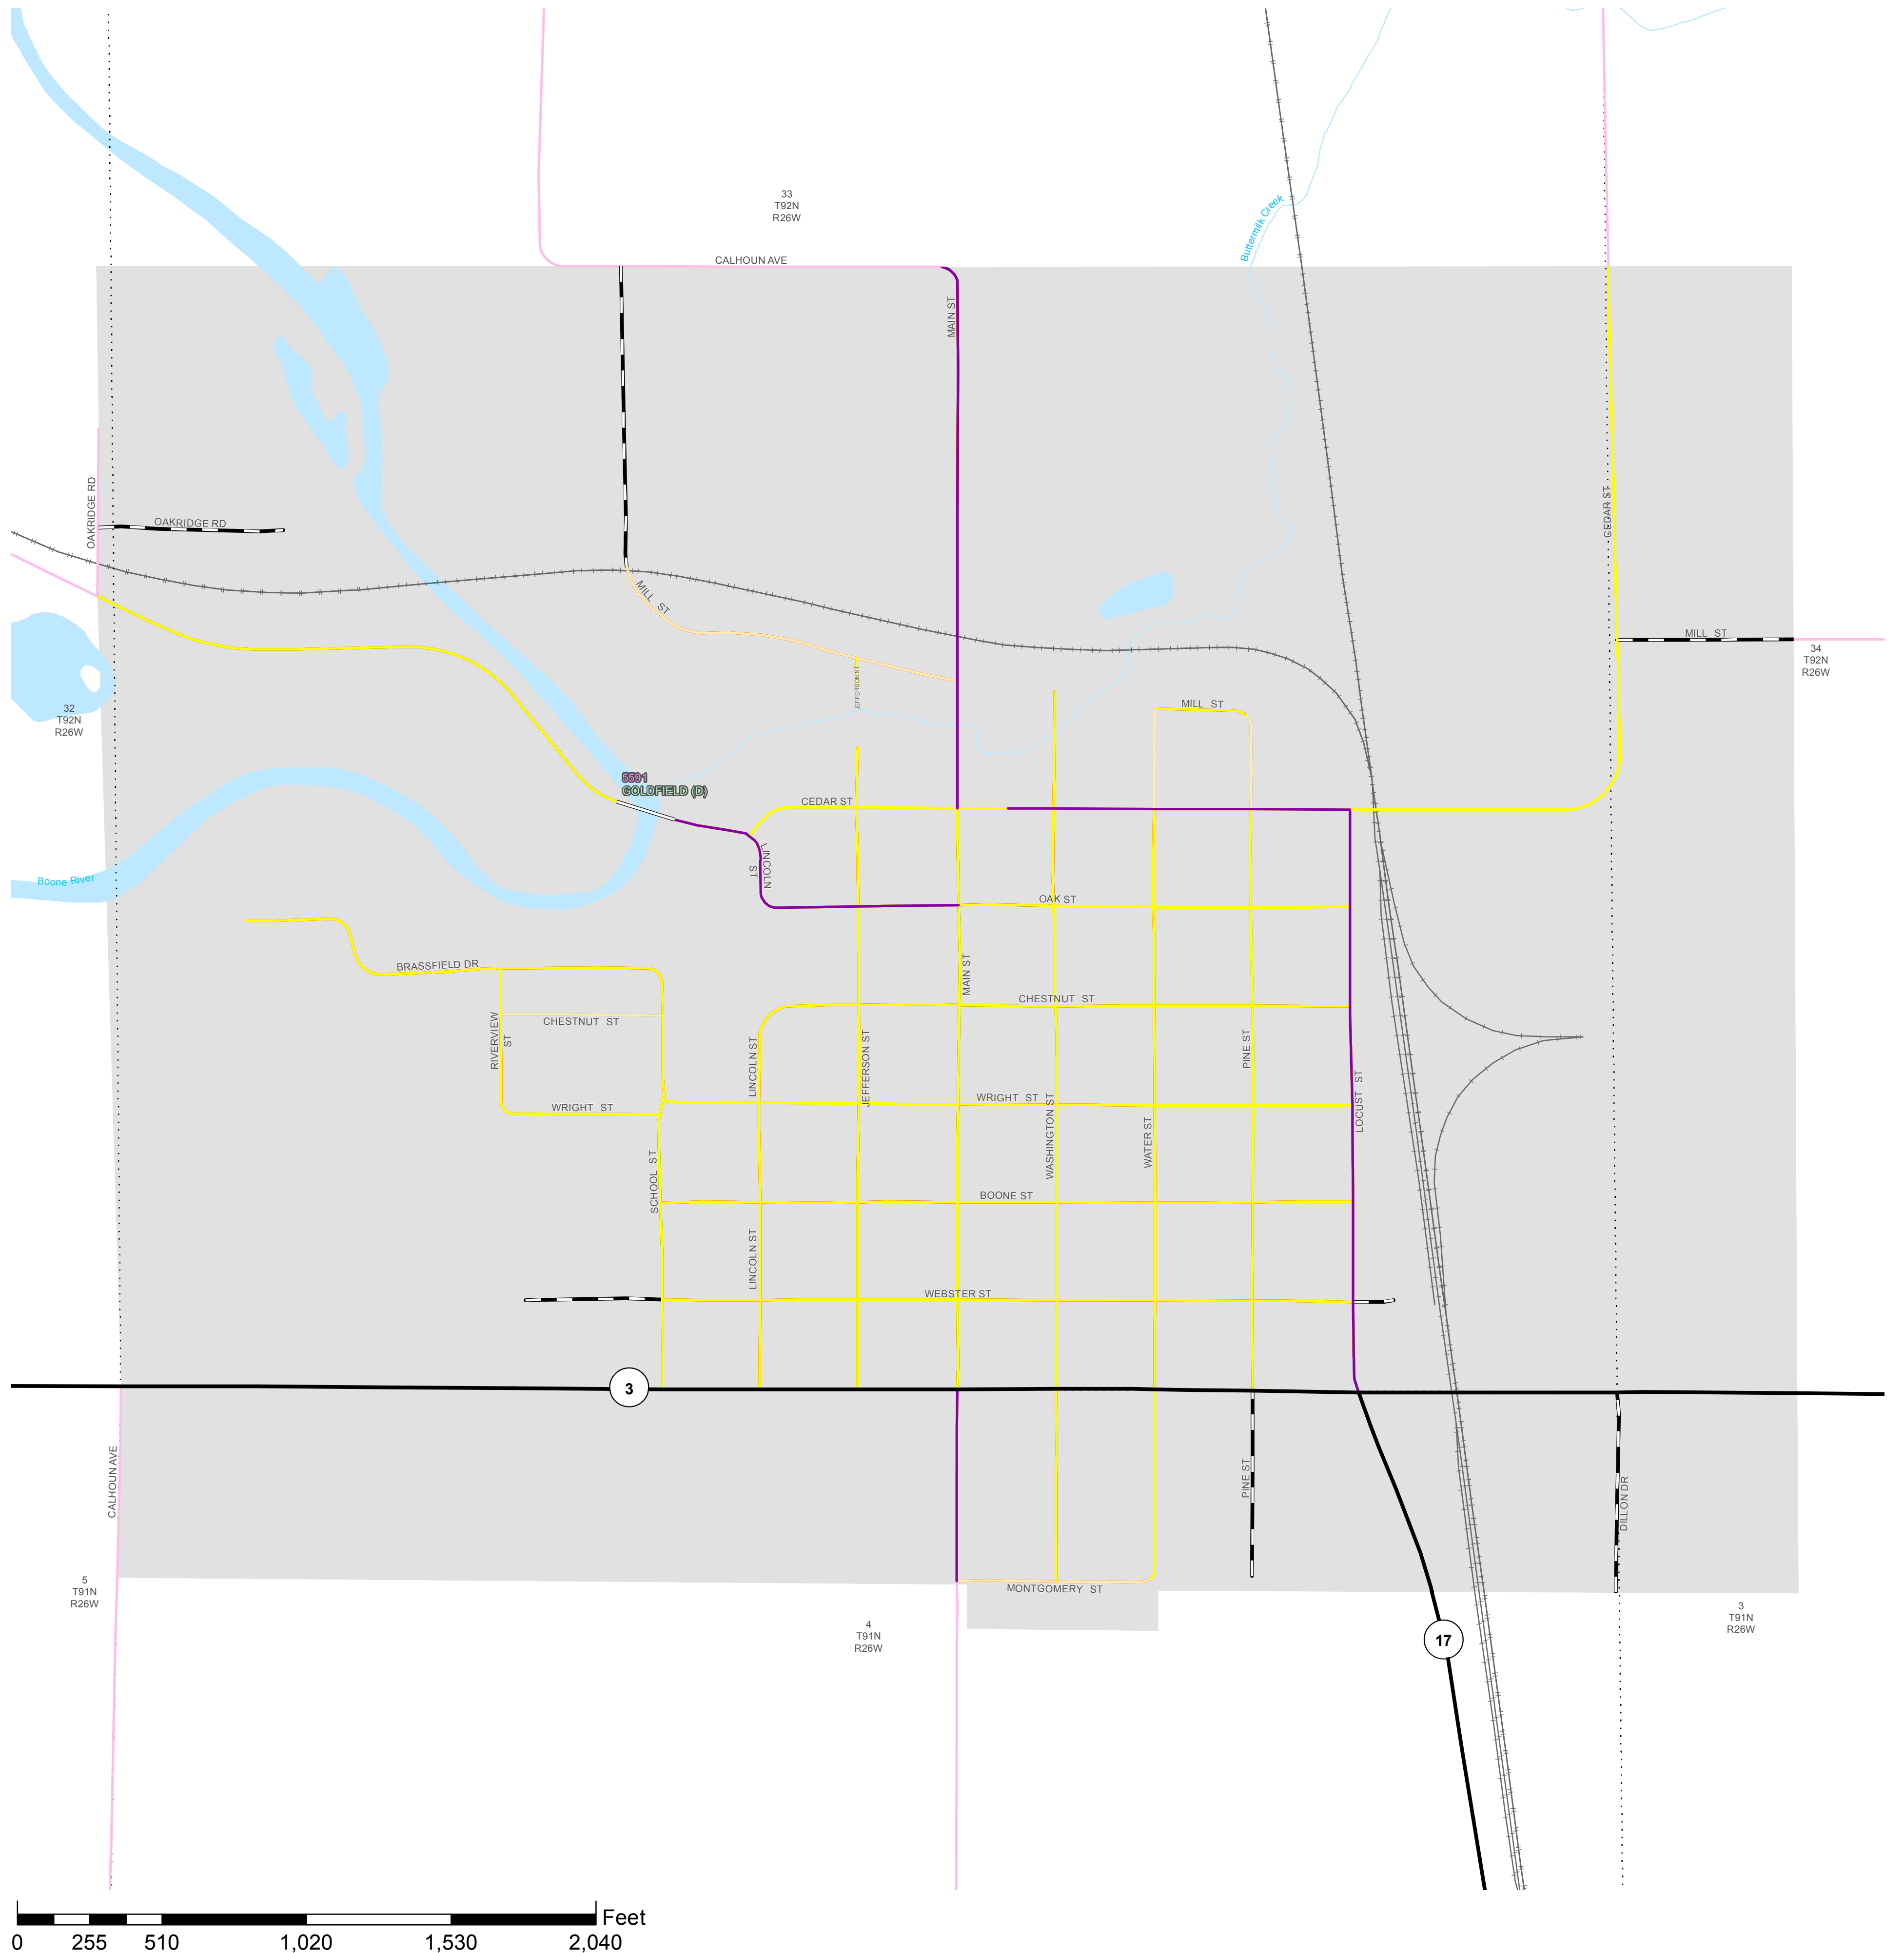 33
T92N
R26W
Buttermilk Creek
CALHOUN AVE
MAIN ST
OAKRIDGE RD
OAKRIDGE RD
CEDAR ST
MILL ST
MILL ST
34
T92N
R26W
JEFFERSON ST
32
T92N
R26W
MILL ST
5591
GOLDFIELD (D)
CEDAR ST
LINCOLN
ST
Boone River
OAK ST
BRASSFIELD DR
MAIN ST
CHESTNUT ST
CHESTNUT ST
RIVERVIEW
ST
LINCOLN ST
JEFFERSON ST
PINE ST
LOCUST ST
WRIGHT ST
WRIGHT ST
WASHINGTON ST
WATER ST
SCHOOL ST
BOONE ST
LINCOLN ST
WEBSTER ST
3
CALHOUN AVE
PINE ST
DILLON DR
5
T91N
R26W
MONTGOMERY ST
4
T91N
R26W
3
T91N
R26W
17
Feet
0 255 510 1,020 1,530 2,040